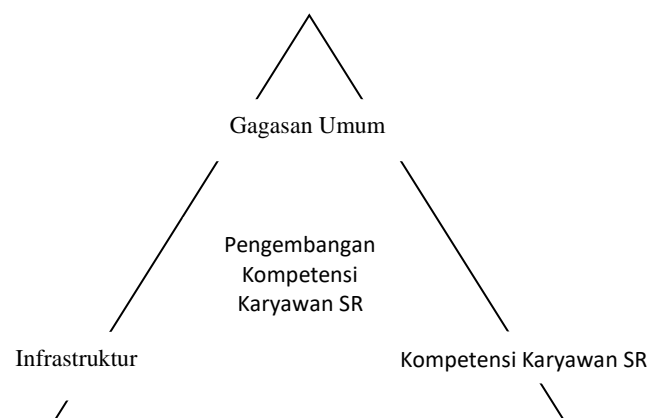 Gagasan Umum
Pengembangan
Kompetensi
Karyawan SR
Infrastruktur
Kompetensi Karyawan SR